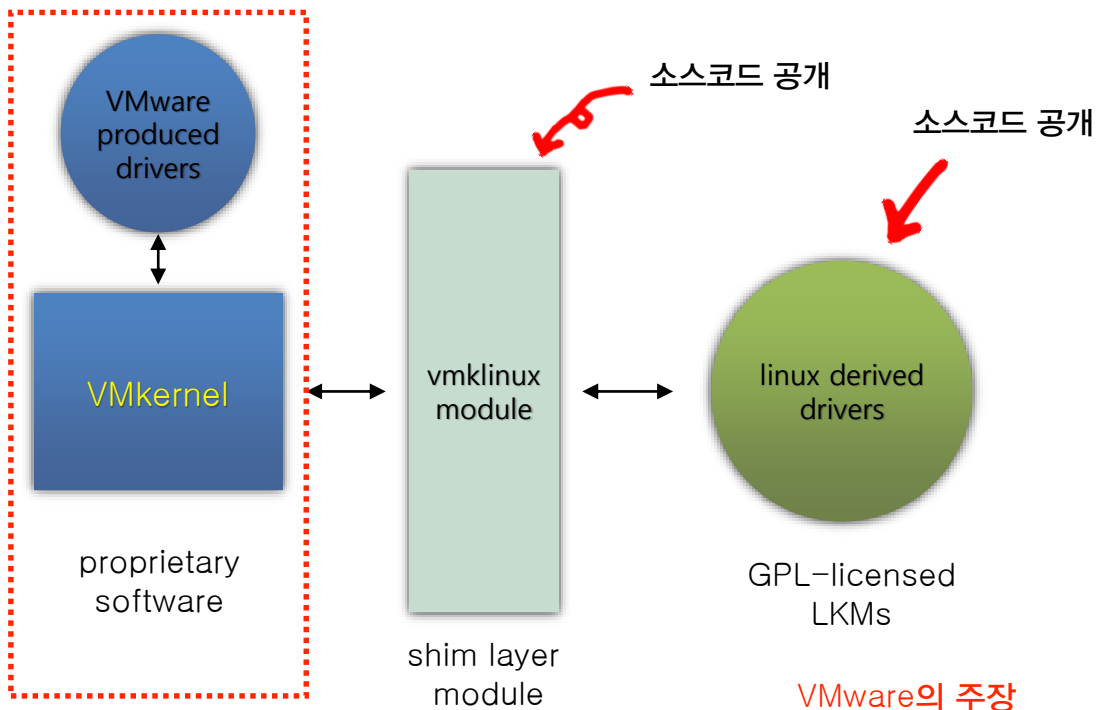 VMware
produced
drivers
VMkernel
proprietary
software
소스코드 공개
vmklinux
module
shim layer
module
소스코드 공개
linux derived
drivers
GPL-licensed
LKMs
VMware의 주장